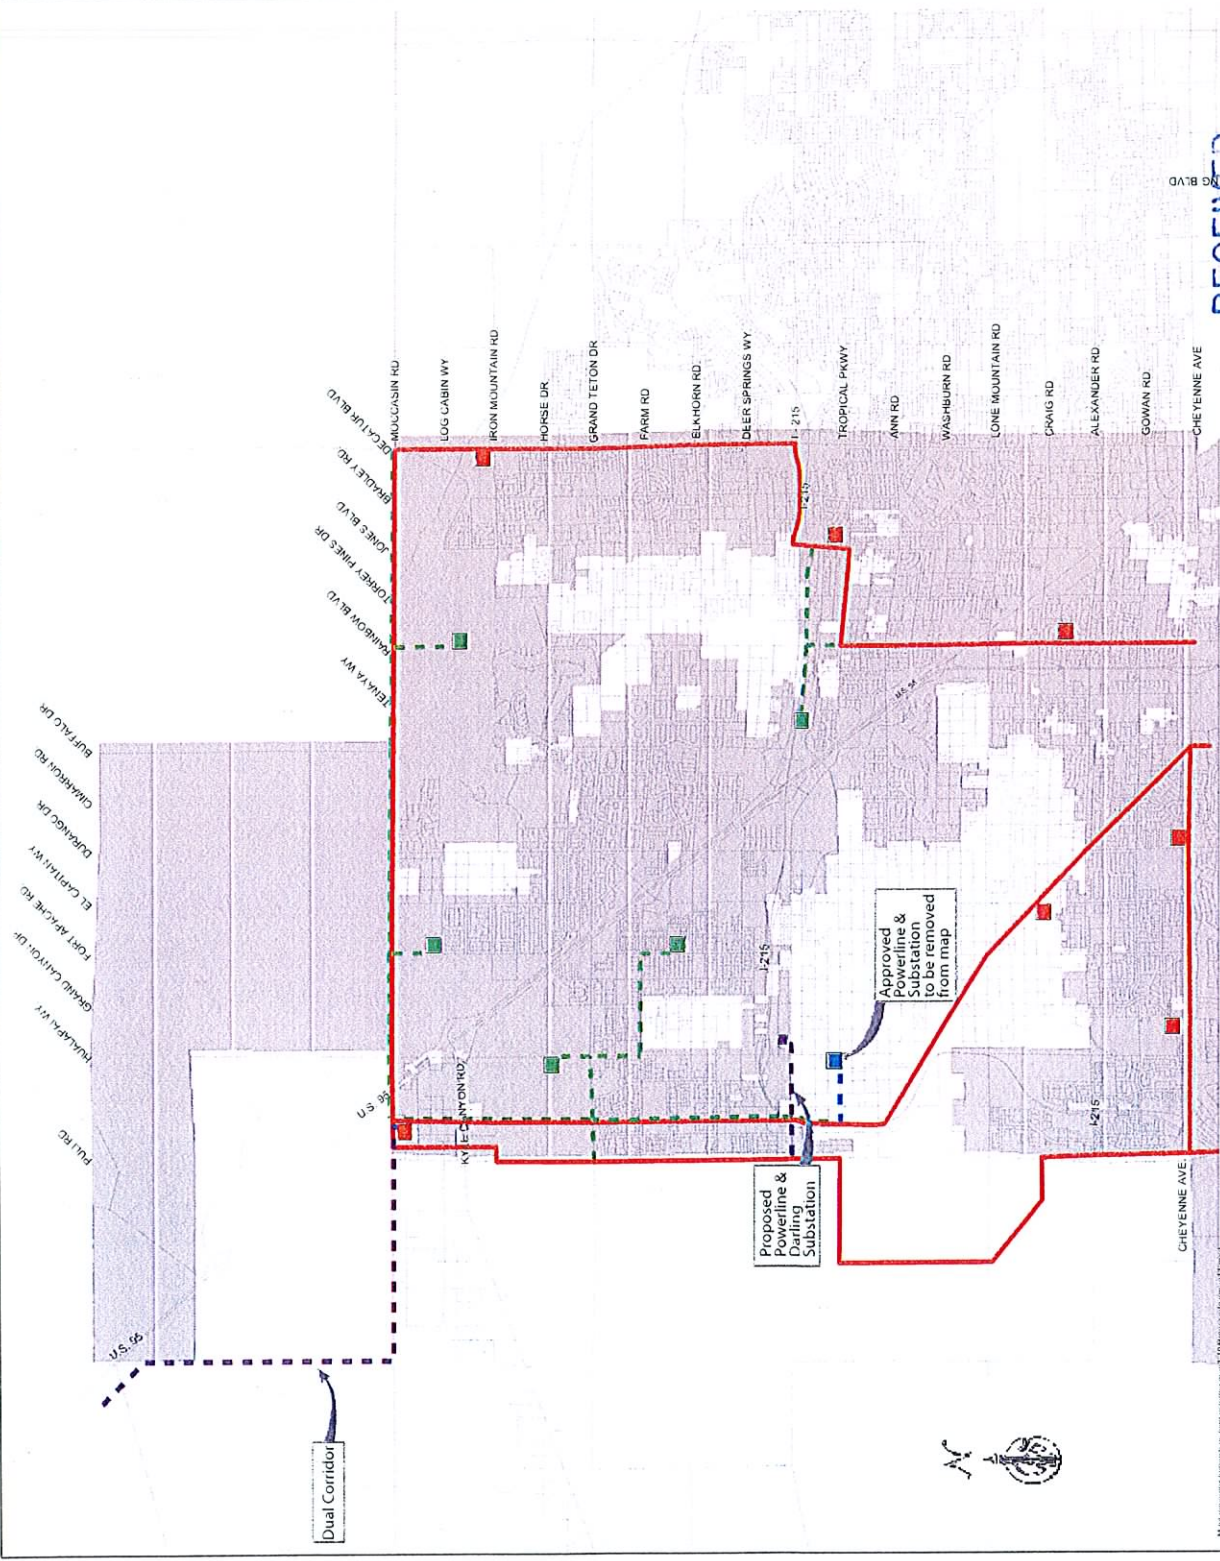 BUFFALO DR
CIMARRON RD
DURANGO DR
EL CAPITAN WY
FORT APACHE RD
GRAND CANYON DR
HUALAPAI WY
PULI RD
DECATUR BLVD
BRADLEY RD
JONES BLVD
TORREY PINES DR
RAINBOW BLVD
TENAYA WY
MOCCASIN RD
LOG CABIN WY
IRON MOUNTAIN RD
HORSE DR
GRAND TETON DR
FARM RD
ELKHORN RD
DEER SPRINGS WY
I-215
TROPICAL PKWY
ANN RD
WASHBURN RD
LONE MOUNTAIN RD
CRAIG RD
ALEXANDER RD
GOWAN RD
CHEYENNE AVE
NG BLVD
RECEIVED
I-215
U.S. 95
I-215
I-215
U.S. 95
KYLE CANYON RD
U.S. 95
CHEYENNE AVE.
Approved
Powerline &
Substation
to be removed
from map
Proposed
Powerline &
Darling
Substation
Dual Corridor
N